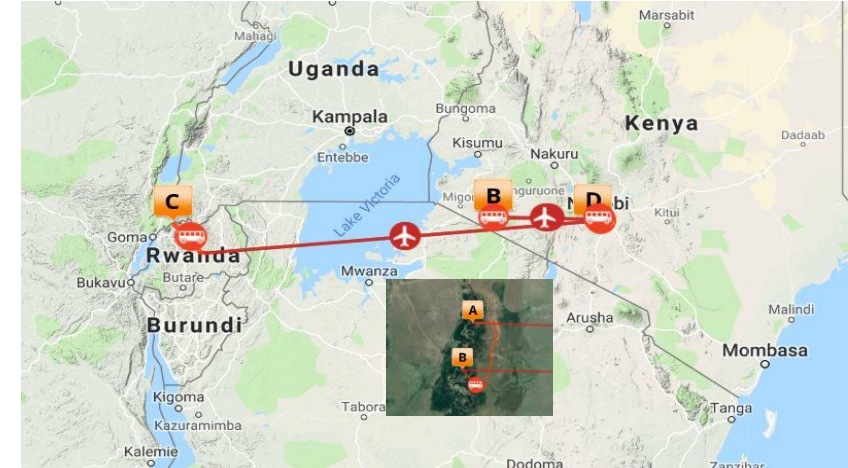 Marsabit
Mahagi
Uganda
Kampala
Bungoma
Kenya
Kisumu
Dadaab
Entebbe
Nakuru
C
B
D
Lake Victoria
Kitui
Goma
Rwanda
Bukavu
Butare
Mwanza
A
Malindi
Burundi
Arusha
B
Mombasa
Kigoma
Tabora
Tanga
Kazuramimba
Kalemie
Dodoma
Zanzibar